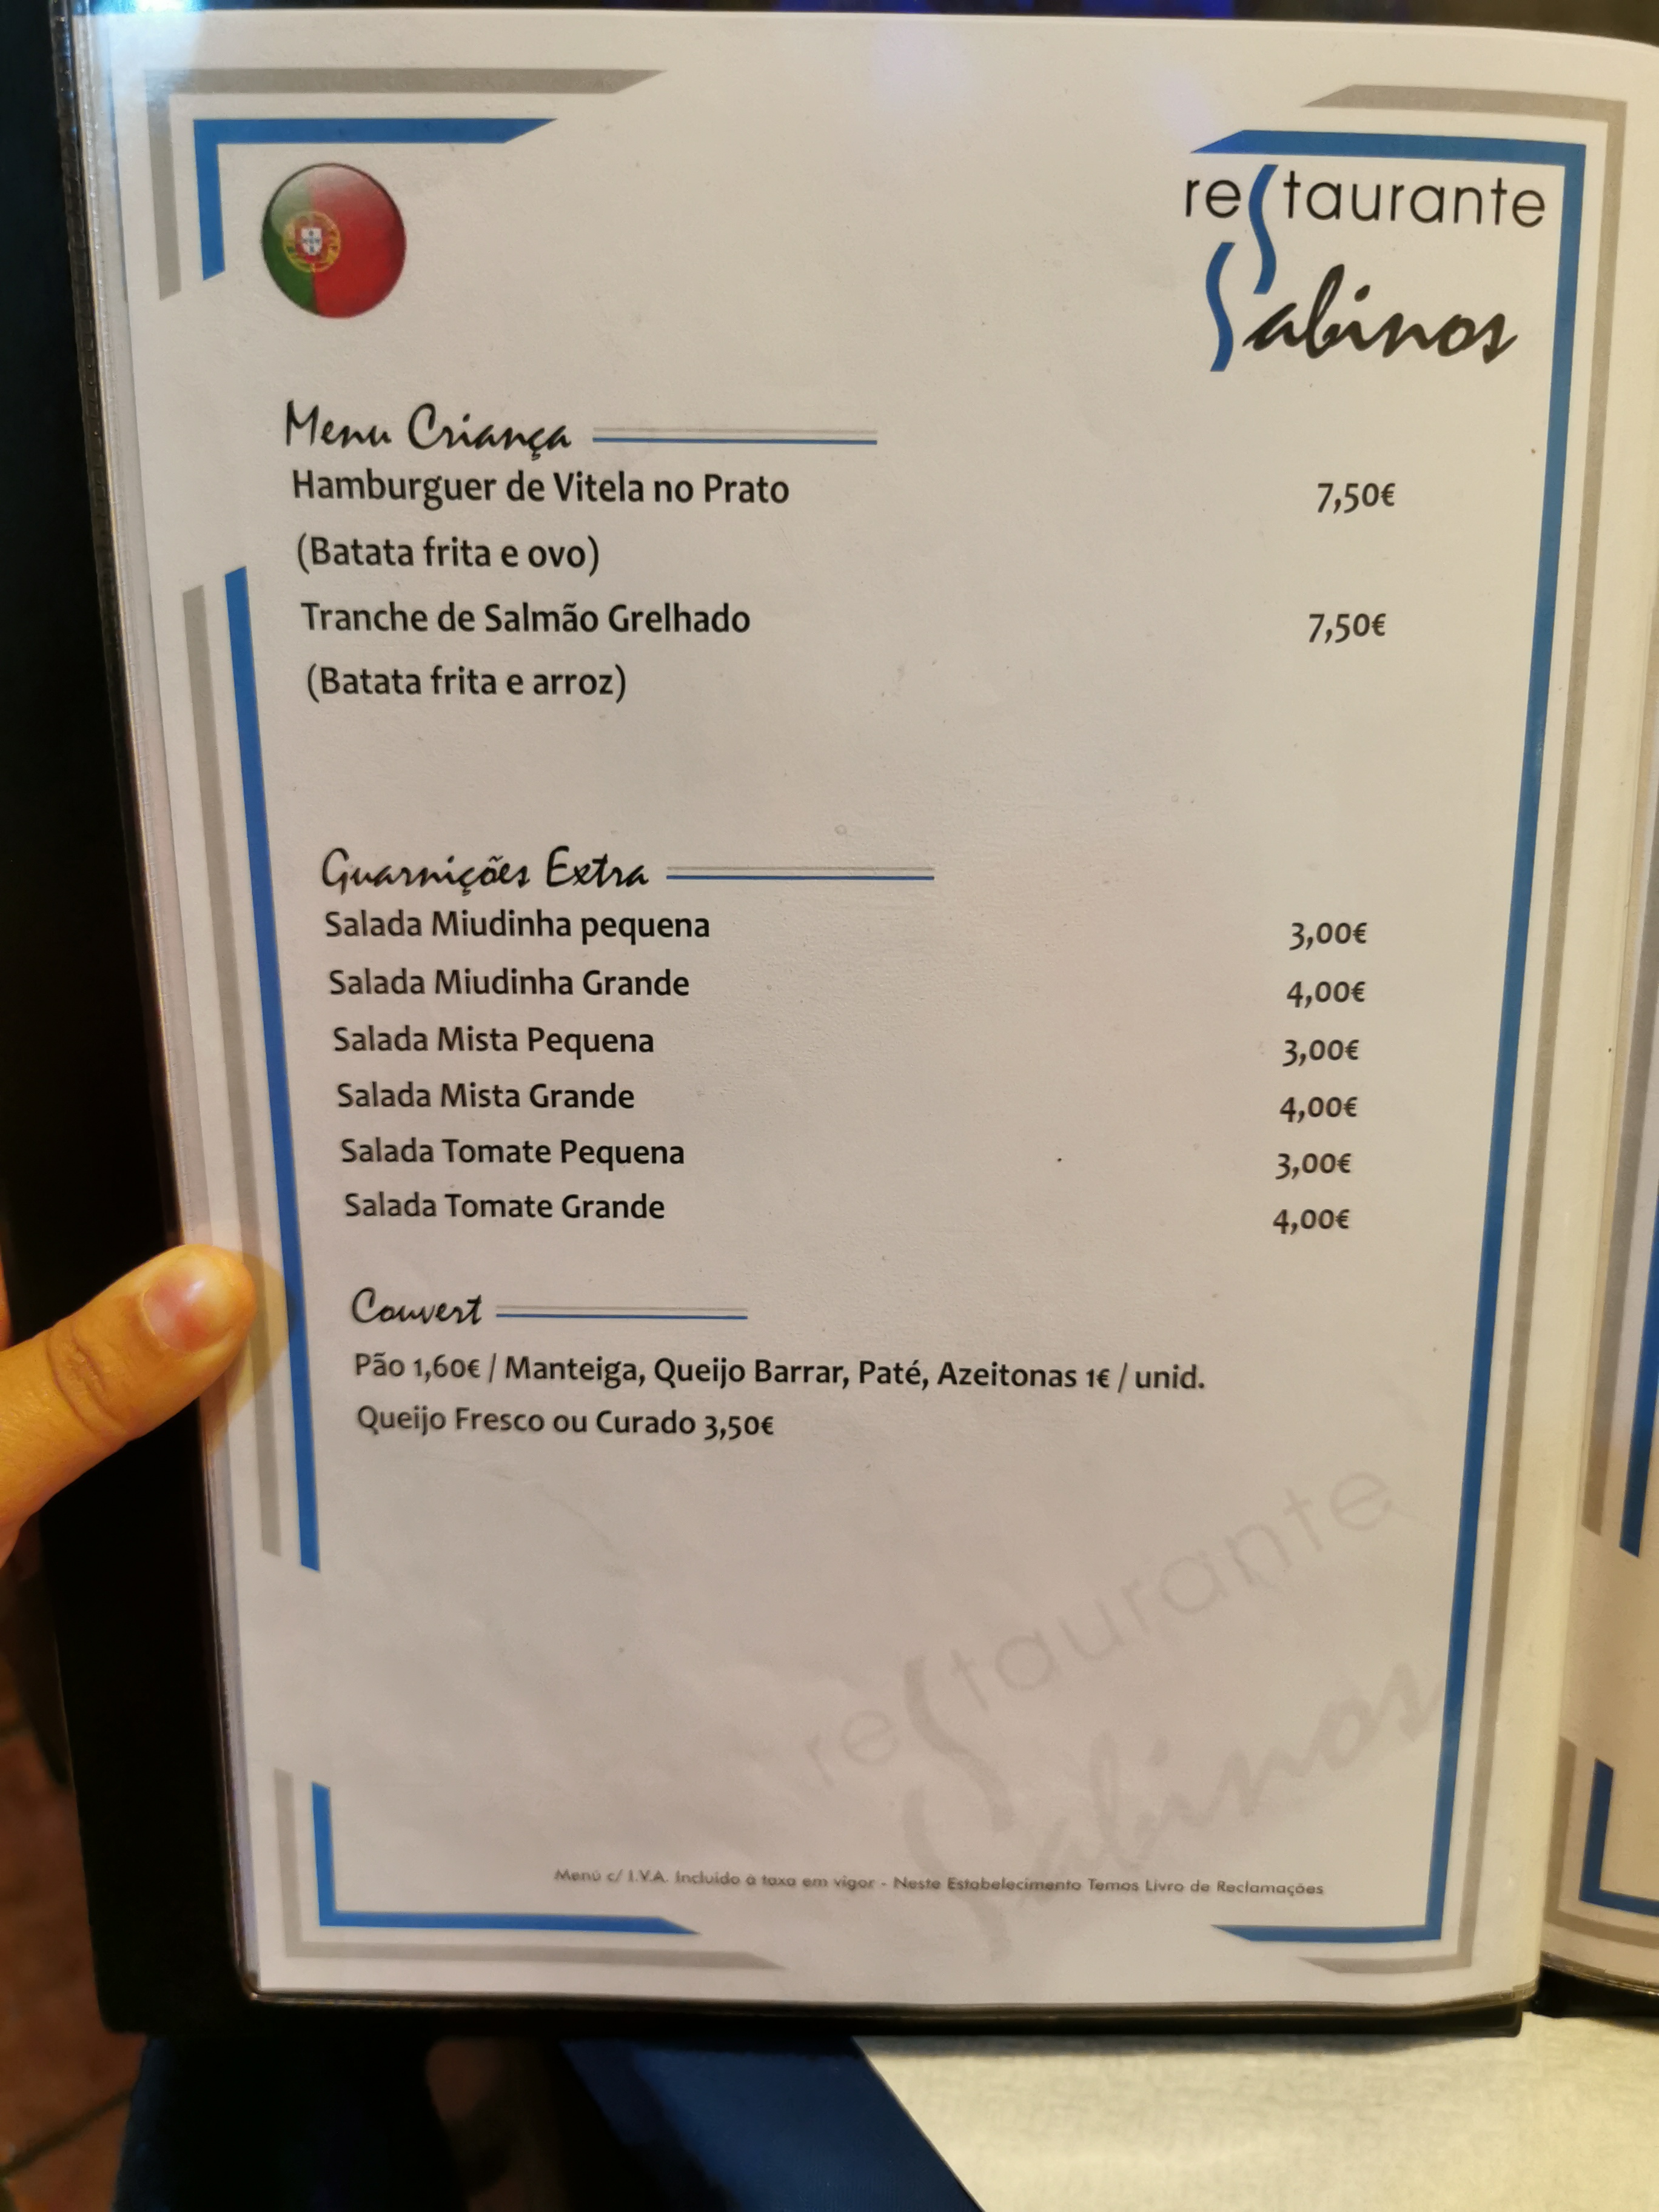 restaurante
Sabinos
Menu Criança
Hamburguer de Vitela no Prato 7,50€
(Batata frita e ovo)
Tranche de Salmão Grelhado 7,50€
(Batata frita e arroz)
Guarnições Extra
Salada Miudinha pequena 3,00€
Salada Miudinha Grande 4,00€
Salada Mista Pequena 3,00€
Salada Mista Grande 4,00€
Salada Tomate Pequena 3,00€
Salada Tomate Grande 4,00€
Couvert
Pão 1,60€ / Manteiga, Queijo Barrar, Paté, Azeitonas 1€ / unid.
Queijo Fresco ou Curado 3,50€
restaurante
Sabinos
Menú c/ I.V.A. Incluido à taxa em vigor - Neste Estabelecimento Temos Livro de Reclamações